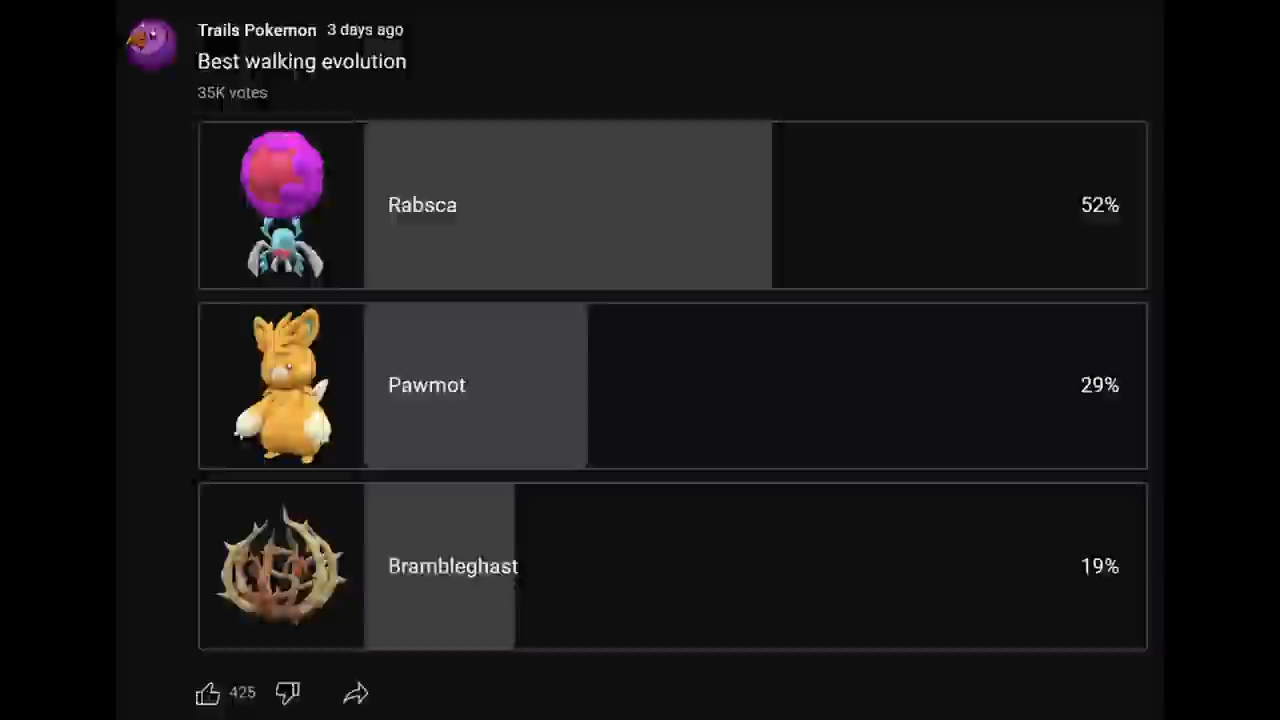 Trails Pokemon 3 days ago
Best walking evolution
35K votes
Rabsca 52%
Pawmot 29%
Brambleghast 19%
425